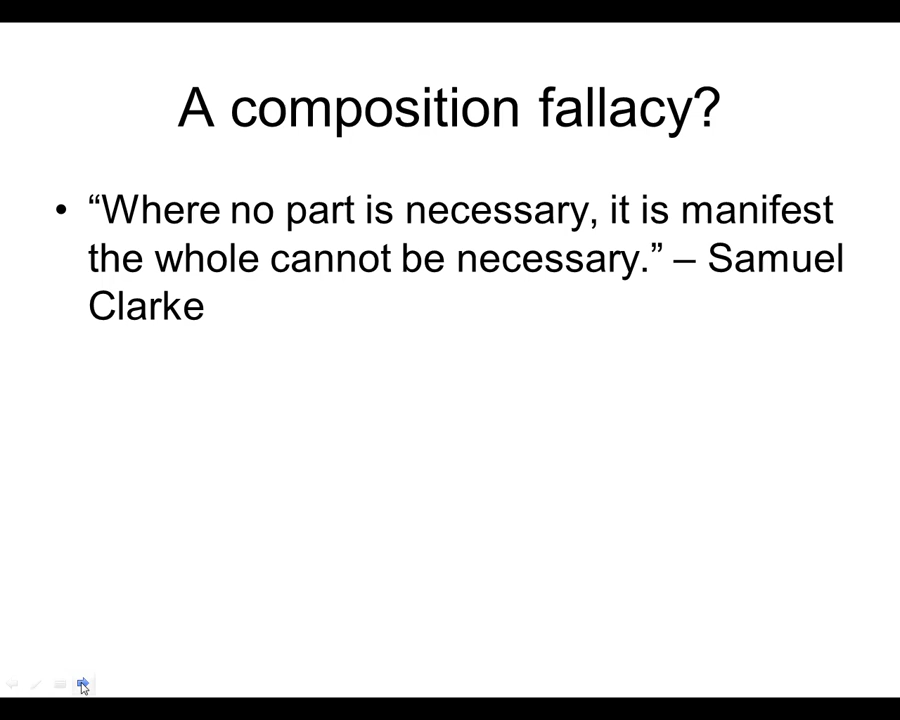 A composition fallacy?
• “Where no part is necessary, it is manifest
the whole cannot be necessary.” – Samuel
Clarke